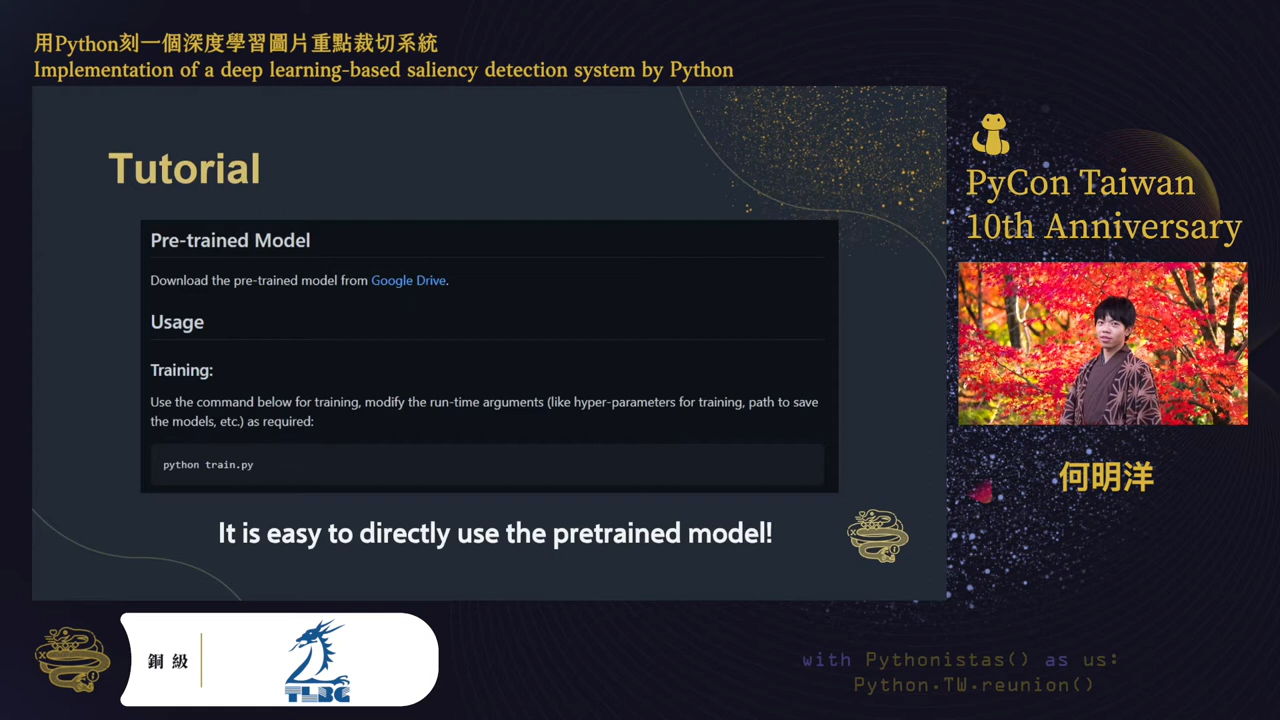 用Python刻一個深度學習圖片重點裁切系統
Implementation of a deep learning-based saliency detection system by Python
Tutorial
Pre-trained Model
Download the pre-trained model from Google Drive.
Usage
Training:
Use the command below for training, modify the run-time arguments (like hyper-parameters for training, path to save
the models, etc.) as required:
python train.py
It is easy to directly use the pretrained model!
PyCon Taiwan
10th Anniversary
何明洋
銅級
TLBG
with Pythonistas() as us:
Python.TW.reunion()